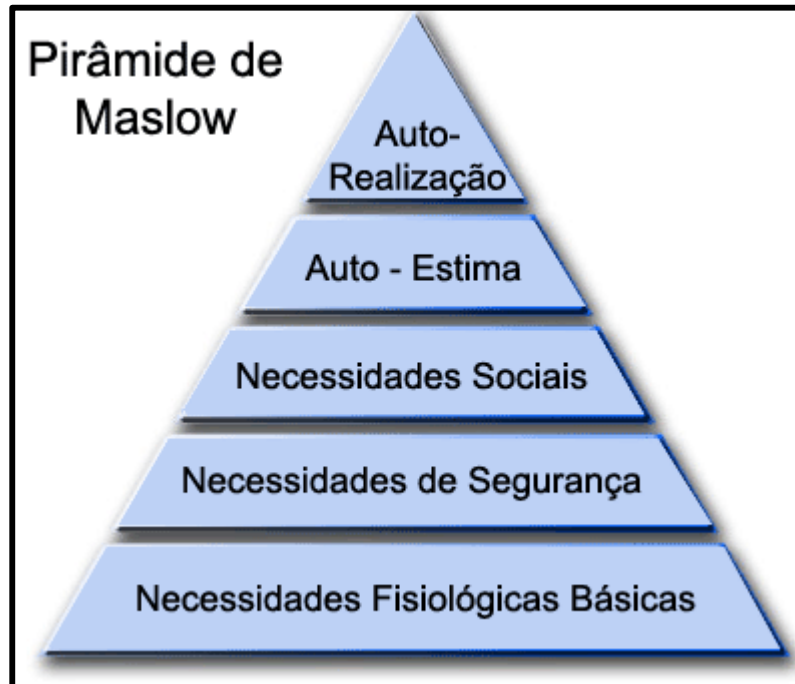 Pirâmide de
Maslow
Auto-
Realização
Auto - Estima
Necessidades Sociais
Necessidades de Segurança
Necessidades Fisiológicas Básicas